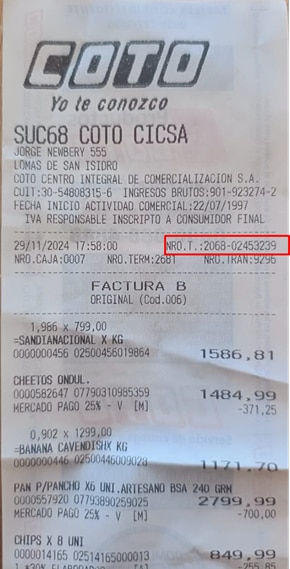 COTO
Yo te conozco
SUC68 COTO CICSA
JORGE NEWBERY 555
LOMAS DE SAN ISIDRO
COTO CENTRO INTEGRAL DE COMERCIALIZACION S.A.
CUIT:30-54808315-6 INGRESOS BRUTOS:901-923274-2
FECHA INICIO ACTIVIDAD COMERCIAL:22/07/1997
IVA RESPONSABLE INSCRIPTO A CONSUMIDOR FINAL
29/11/2024 17:58:00 NRO.T.:2068-02453239
NRO.CAJA:0007 NRO.TERM:2681 NRO.TRAN:9296
FACTURA B
ORIGINAL (Cod.006)
1,986 x 799,00
=SANDIANACIONAL X KG
0000000456 02500456019864 1586,81
CHEETOS ONDUL.
0000582647 07790310985359 1484,99
MERCADO PAGO 25% - V [M] -371,25
0,902 x 1299,00
=BANANA CAVENDISHX KG
0000000446 02500446009028 1171,70
PAN P/PANCHO X6 UNI.ARTESANO BSA 240 GRM
0000557920 07793890259025 2799,99
MERCADO PAGO 25% - V [M] -700,00
CHIPS X 8 UNI
0000014165 02514165000013 849,99
-255,85